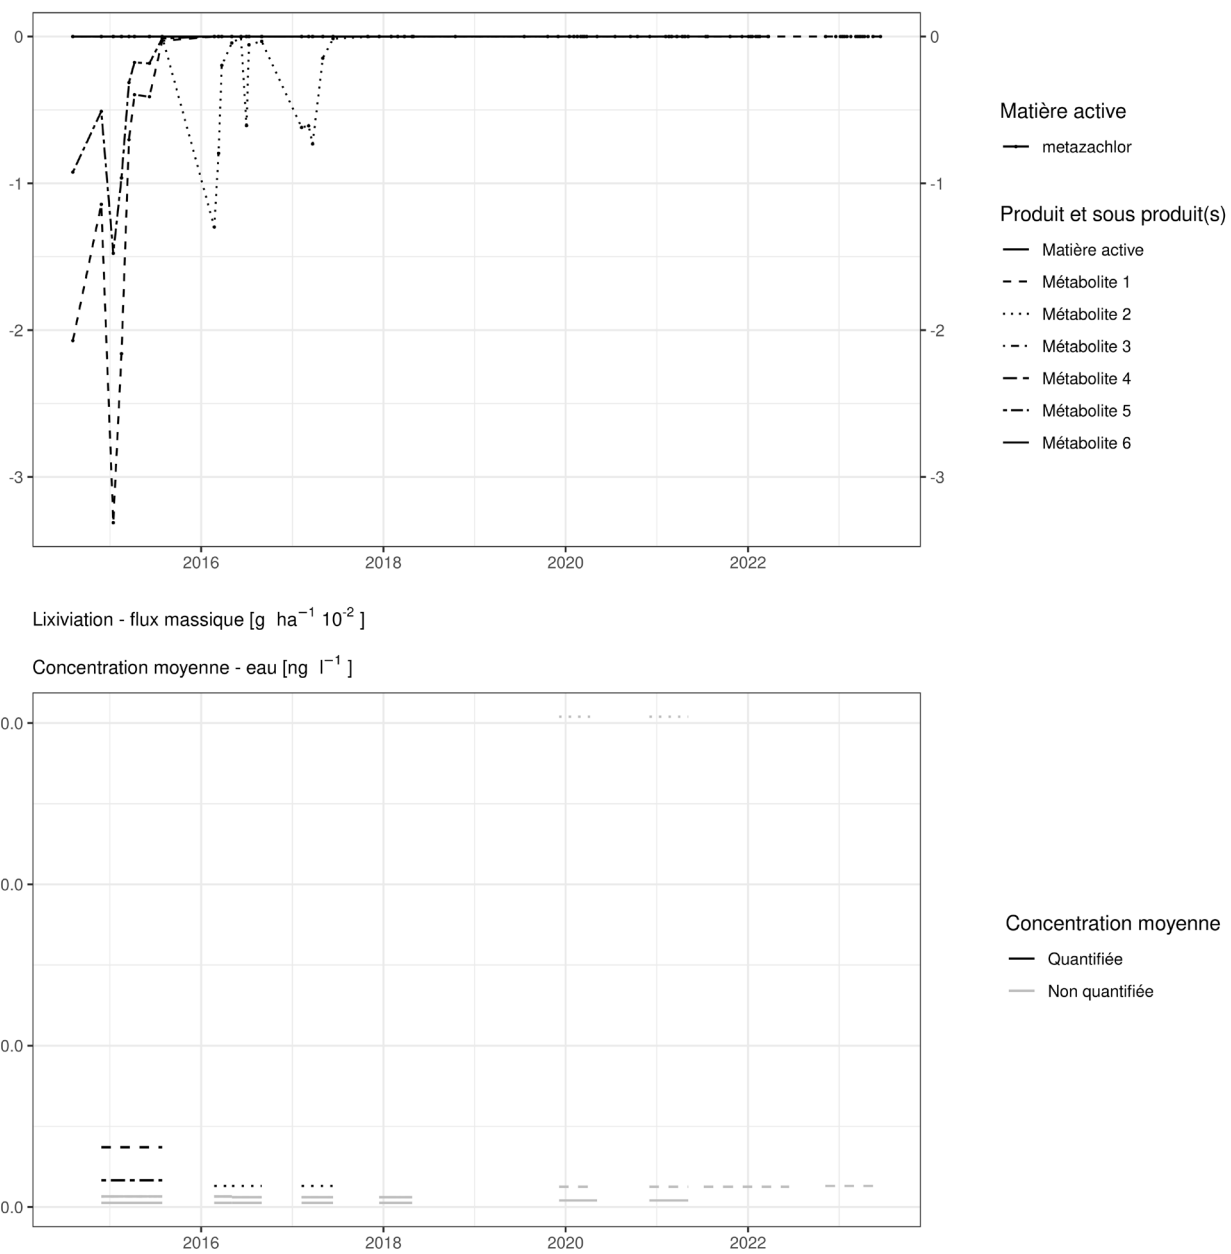 0
0
-1
-1
-2
-2
-3
-3
2016
2018
2020
2022
Matière active
metazachlor
Produit et sous produit(s)
Matière active
Métabolite 1
Métabolite 2
Métabolite 3
Métabolite 4
Métabolite 5
Métabolite 6
Lixiviation - flux massique [g ha⁻¹ 10⁻² ]
Concentration moyenne - eau [ng l⁻¹ ]
0.0
0.0
0.0
0.0
2016
2018
2020
2022
Concentration moyenne
Quantifiée
Non quantifiée